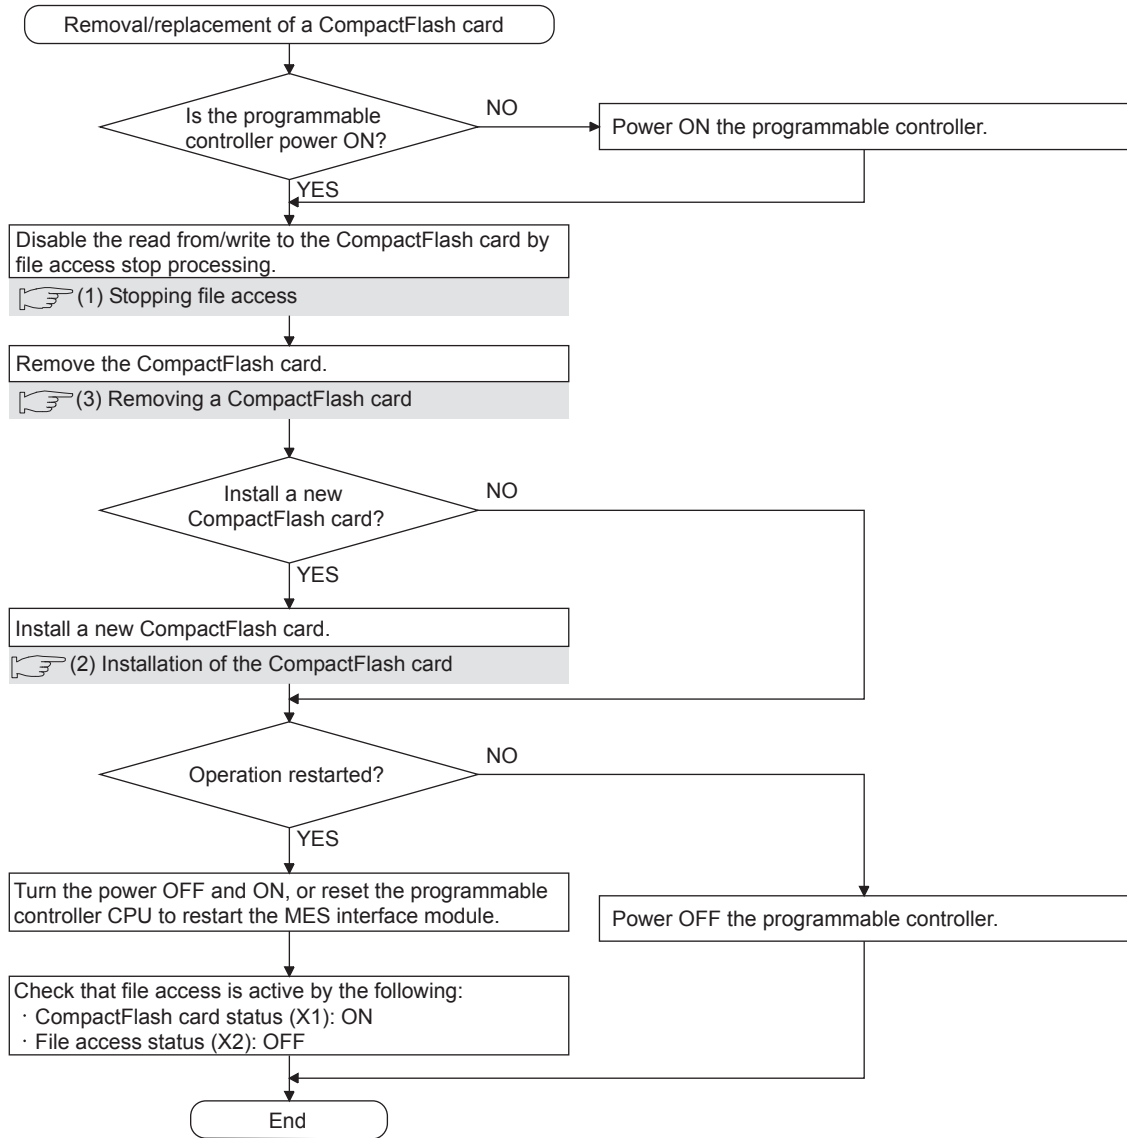 Removal/replacement of a CompactFlash card
Is the programmable
controller power ON?
NO
Power ON the programmable controller.
YES
Disable the read from/write to the CompactFlash card by
file access stop processing.
(1) Stopping file access
Remove the CompactFlash card.
(3) Removing a CompactFlash card
Install a new
CompactFlash card?
NO
YES
Install a new CompactFlash card.
(2) Installation of the CompactFlash card
Operation restarted?
NO
YES
Turn the power OFF and ON, or reset the programmable
controller CPU to restart the MES interface module.
Power OFF the programmable controller.
Check that file access is active by the following:
· CompactFlash card status (X1): ON
· File access status (X2): OFF
End